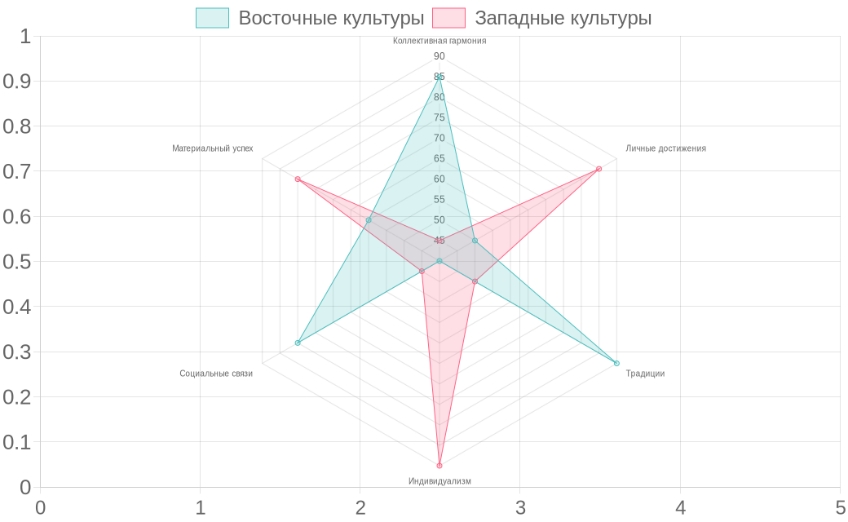 Восточные культуры Западные культуры
1
0.9
0.8
0.7
0.6
0.5
0.4
0.3
0.2
0.1
0
0 1 2 3 4 5
Коллективная гармония
Личные достижения
Традиции
Индивидуализм
Социальные связи
Материальный успех
90
85
80
75
70
65
60
55
50
45